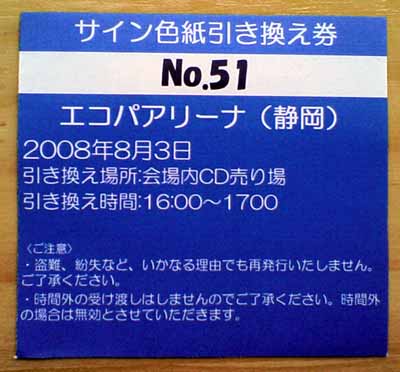 サイン色紙引き換え券
No.51
エコパアリーナ（静岡）
2008年8月3日
引き換え場所:会場内CD売り場
引き換え時間:16:00〜1700
〈ご注意〉
・盗難、紛失など、いかなる理由でも再発行いたしません。
ご了承ください。
・時間外の受け渡しはしませんのでご了承ください。時間外
の場合は無効とさせていただきます。